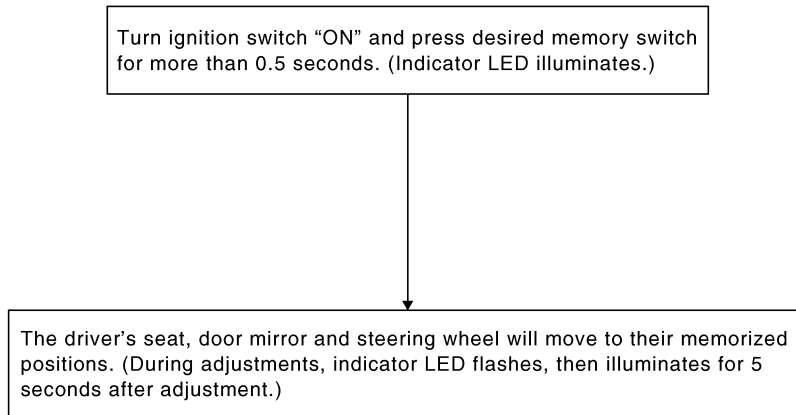 Turn ignition switch “ON” and press desired memory switch
for more than 0.5 seconds. (Indicator LED illuminates.)
The driver’s seat, door mirror and steering wheel will move to their memorized
positions. (During adjustments, indicator LED flashes, then illuminates for 5
seconds after adjustment.)